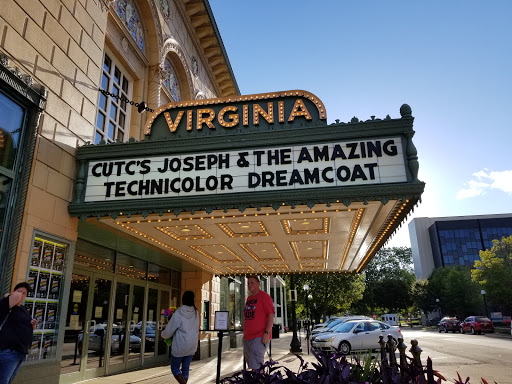 VIRGINIA
CUTC'S JOSEPH & THE AMAZING
TECHNICOLOR DREAMCOAT